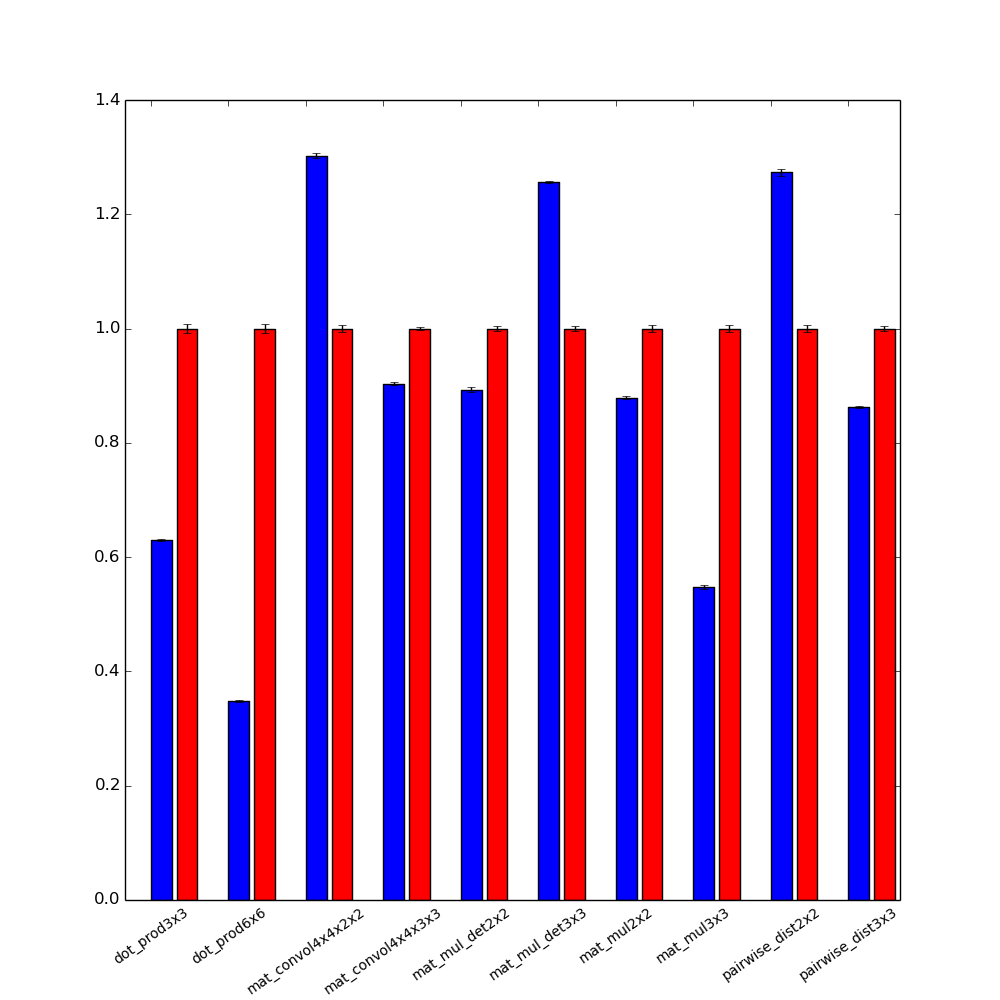 1.4
1.2
1.0
0.8
0.6
0.4
0.2
0.0
dot_prod3x3
dot_prod6x6
mat_convol4x4x2x2
mat_convol4x4x3x3
mat_mul_det2x2
mat_mul_det3x3
mat_mul2x2
mat_mul3x3
pairwise_dist2x2
pairwise_dist3x3